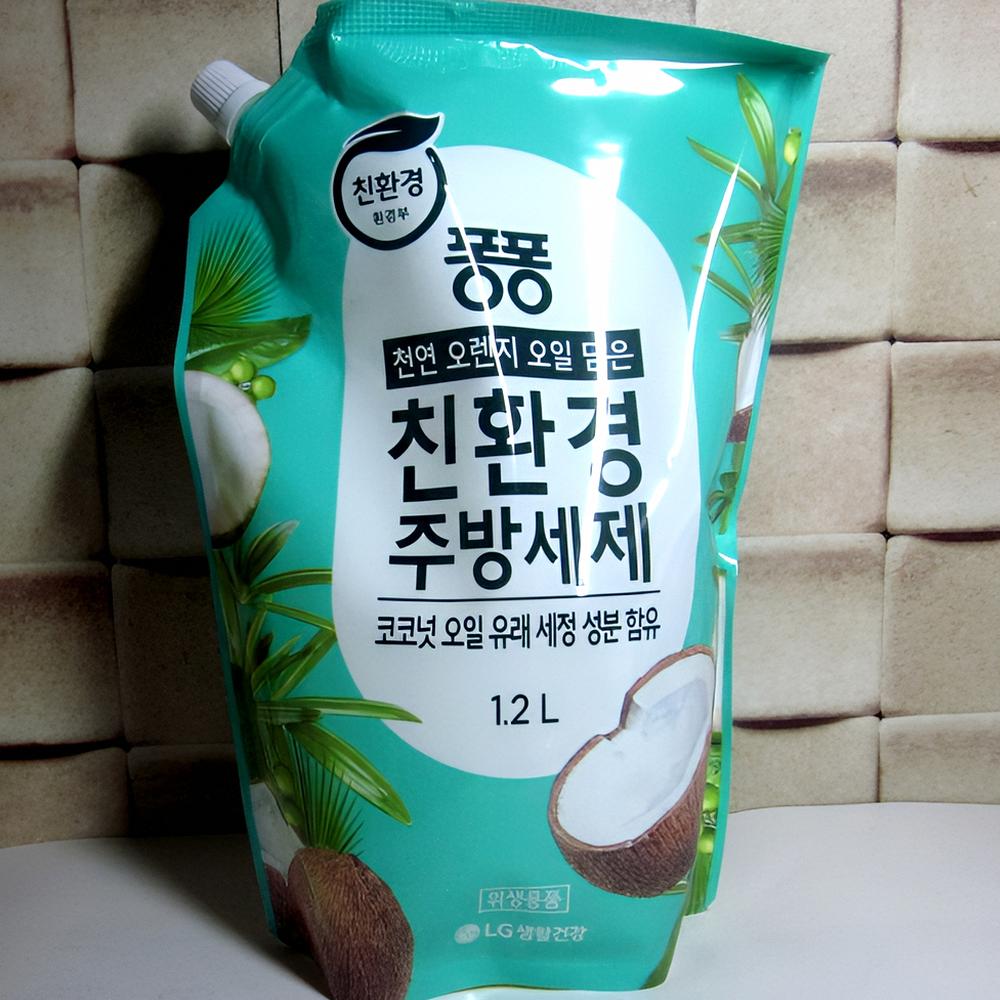 친환경
환경부
퐁퐁
천연 오렌지 오일 담은
친환경
주방세제
코코넛 오일 유래 세정 성분 함유
1.2 L
위생용품
LG 생활건강